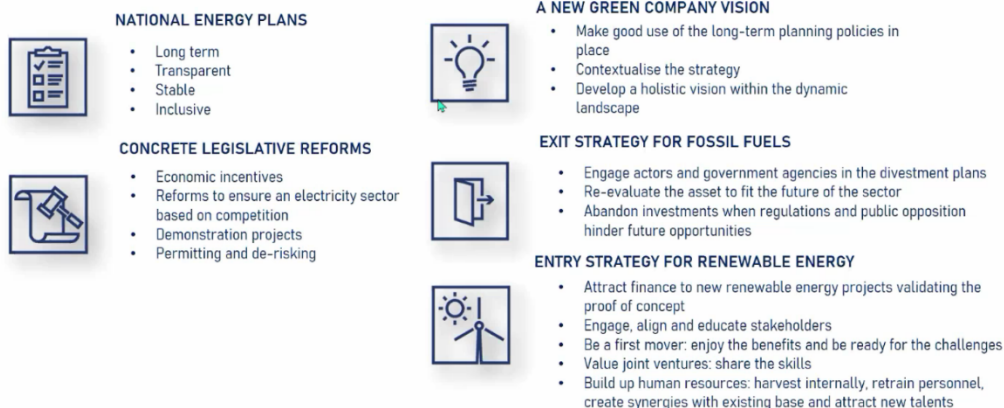 NATIONAL ENERGY PLANS
• Long term
• Transparent
• Stable
• Inclusive
CONCRETE LEGISLATIVE REFORMS
• Economic incentives
• Reforms to ensure an electricity sector
based on competition
• Demonstration projects
• Permitting and de-risking
A NEW GREEN COMPANY VISION
• Make good use of the long-term planning policies in
place
• Contextualise the strategy
• Develop a holistic vision within the dynamic
landscape
EXIT STRATEGY FOR FOSSIL FUELS
• Engage actors and government agencies in the divestment plans
• Re-evaluate the asset to fit the future of the sector
• Abandon investments when regulations and public opposition
hinder future opportunities
ENTRY STRATEGY FOR RENEWABLE ENERGY
• Attract finance to new renewable energy projects validating the
proof of concept
• Engage, align and educate stakeholders
• Be a first mover: enjoy the benefits and be ready for the challenges
• Value joint ventures: share the skills
• Build up human resources: harvest internally, retrain personnel,
create synergies with existing base and attract new talents